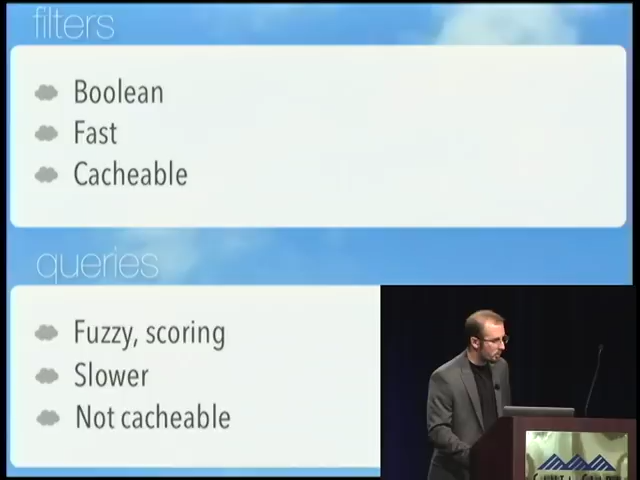 filters
Boolean
Fast
Cacheable
queries
Fuzzy, scoring
Slower
Not cacheable